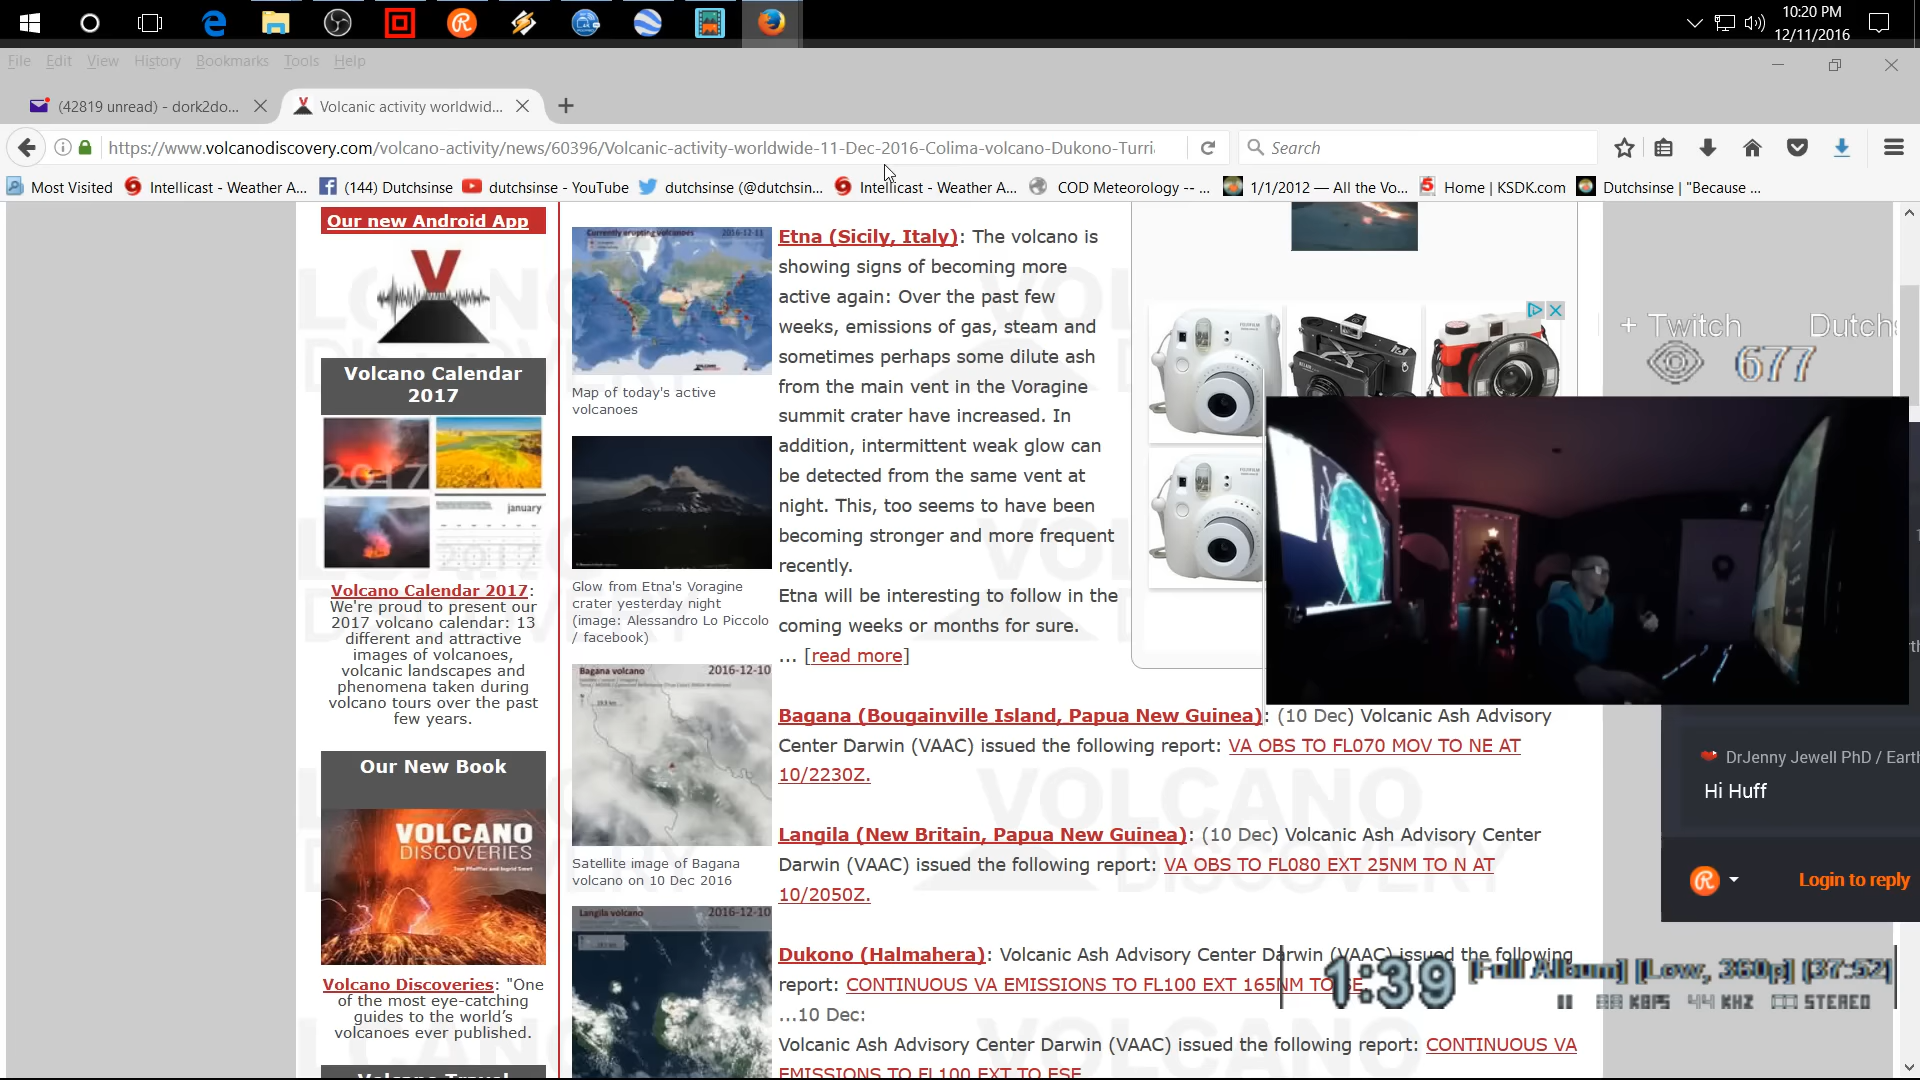 10:20 PM
12/11/2016
File Edit View History Bookmarks Tools Help
(42819 unread) - dork2do...
Volcanic activity worldwid...
https://www.volcanodiscovery.com/volcano-activity/news/60396/Volcanic-activity-worldwide-11-Dec-2016-Colima-volcano-Dukono-Turri
Search
Most Visited Intellicast - Weather A... (144) Dutchsinse dutchsinse - YouTube dutchsinse (@dutchsin... Intellicast - Weather A... COD Meteorology -- ... 1/1/2012 — All the Vo... Home | KSDK.com Dutchsinse | "Because ...
Our new Android App
Volcano Calendar
2017
2017
january
Volcano Calendar 2017:
We're proud to present our
2017 volcano calendar: 13
different and attractive
images of volcanoes,
volcanic landscapes and
phenomena taken during
volcano tours over the past
few years.
Our New Book
VOLCANO
DISCOVERIES
Volcano Discoveries: "One
of the most eye-catching
guides to the world's
volcanoes ever published.
Currently erupting volcanoes 2016-12-11
Map of today's active
volcanoes
Glow from Etna's Voragine
crater yesterday night
(image: Alessandro Lo Piccolo
/ facebook)
Bagana volcano 2016-12-10
Satellite image of Bagana
volcano on 10 Dec 2016
Langila volcano 2016-12-10
Etna (Sicily, Italy): The volcano is
showing signs of becoming more
active again: Over the past few
weeks, emissions of gas, steam and
sometimes perhaps some dilute ash
from the main vent in the Voragine
summit crater have increased. In
addition, intermittent weak glow can
be detected from the same vent at
night. This, too seems to have been
becoming stronger and more frequent
recently.
Etna will be interesting to follow in the
coming weeks or months for sure.
... [read more]
Bagana (Bougainville Island, Papua New Guinea): (10 Dec) Volcanic Ash Advisory
Center Darwin (VAAC) issued the following report: VA OBS TO FL070 MOV TO NE AT
10/2230Z.
Langila (New Britain, Papua New Guinea): (10 Dec) Volcanic Ash Advisory Center
Darwin (VAAC) issued the following report: VA OBS TO FL080 EXT 25NM TO N AT
10/2050Z.
Dukono (Halmahera): Volcanic Ash Advisory Center Darwin (VAAC) issued the following
report: CONTINUOUS VA EMISSIONS TO FL100 EXT 165NM TO SE.
...10 Dec:
Volcanic Ash Advisory Center Darwin (VAAC) issued the following report: CONTINUOUS VA
EMISSIONS TO FL100 EXT TO ESE
VOLCANO
DISCOVERY
+ Twitch Dutchs
677
DrJenny Jewell PhD / Earth
Hi Huff
Login to reply
1:39 [Full Album] [Low, 360p] (37:52)
44 KHZ STEREO